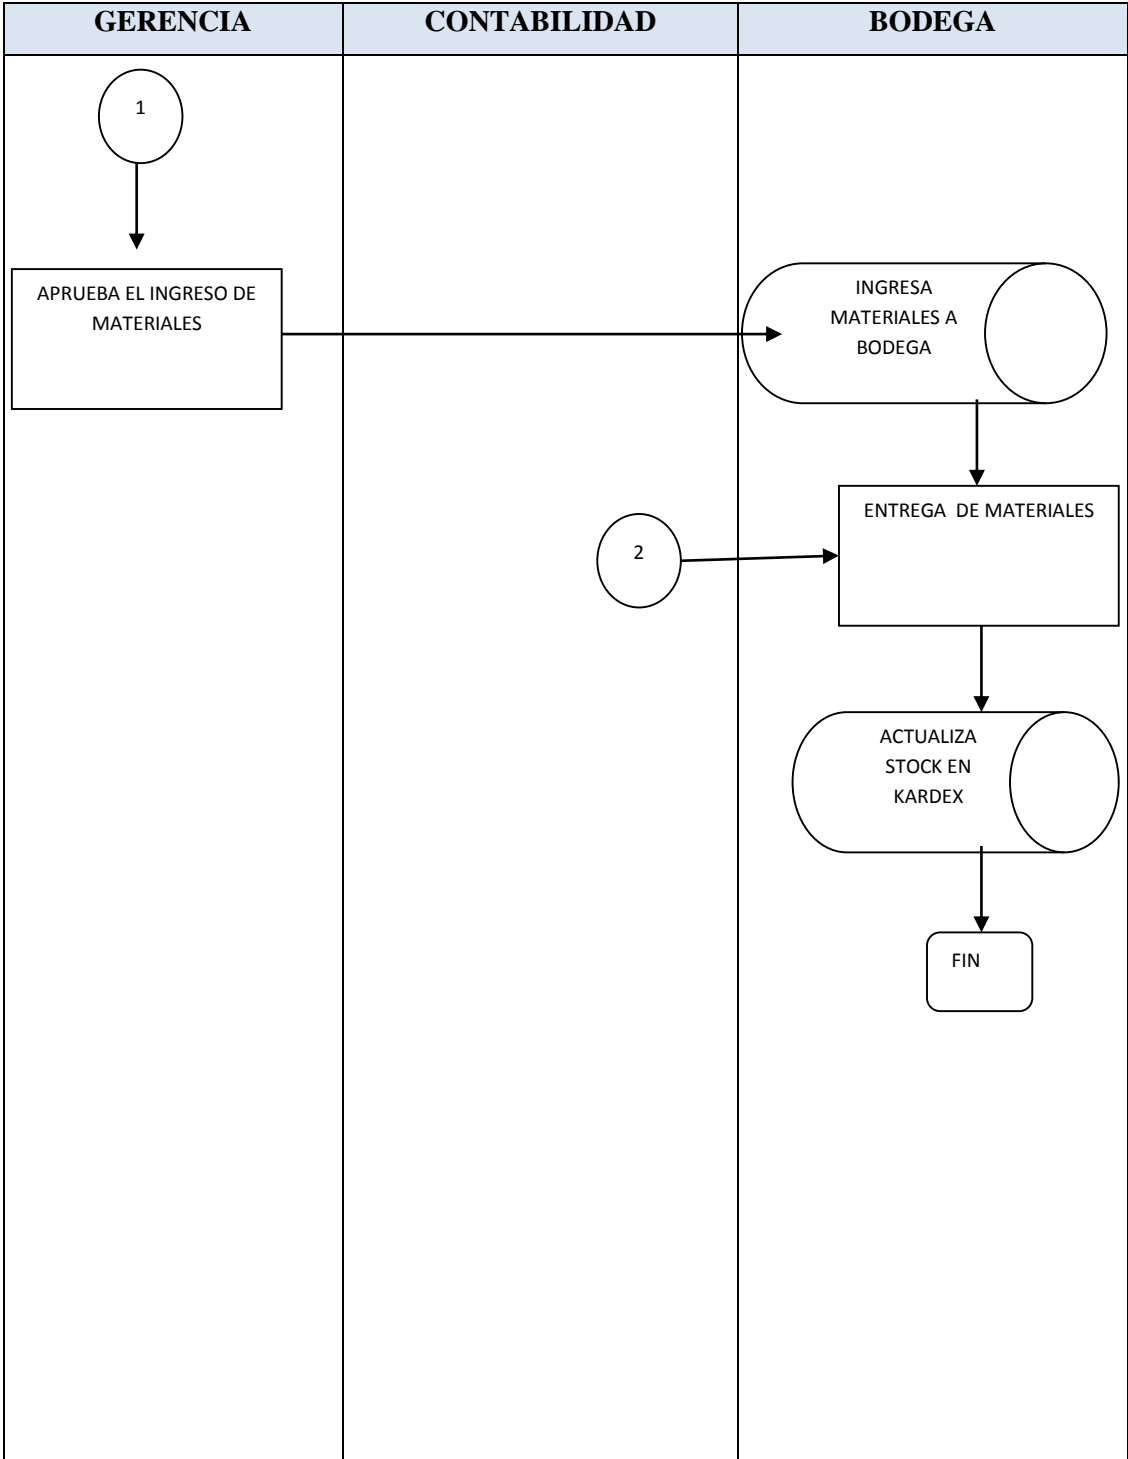 GERENCIA
CONTABILIDAD
BODEGA
1
APRUEBA EL INGRESO DE
MATERIALES
INGRESA
MATERIALES A
BODEGA
ENTREGA  DE MATERIALES
2
ACTUALIZA
STOCK EN
KARDEX
FIN